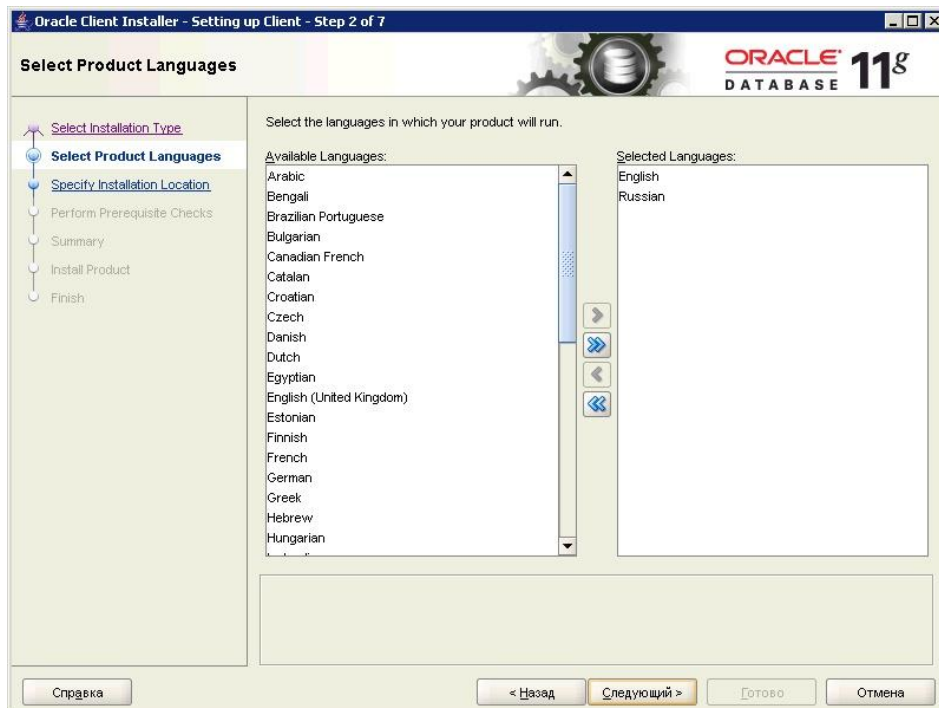 Oracle Client Installer - Setting up Client - Step 2 of 7
Select Product Languages
ORACLE
DATABASE
11g
Select Installation Type
Select Product Languages
Specify Installation Location
Perform Prerequisite Checks
Summary
Install Product
Finish
Select the languages in which your product will run.
Available Languages:
Arabic
Bengali
Brazilian Portuguese
Bulgarian
Canadian French
Catalan
Croatian
Czech
Danish
Dutch
Egyptian
English (United Kingdom)
Estonian
Finnish
French
German
Greek
Hebrew
Hungarian
Selected Languages:
English
Russian
Справка
< Назад
Следующий >
Готово
Отмена